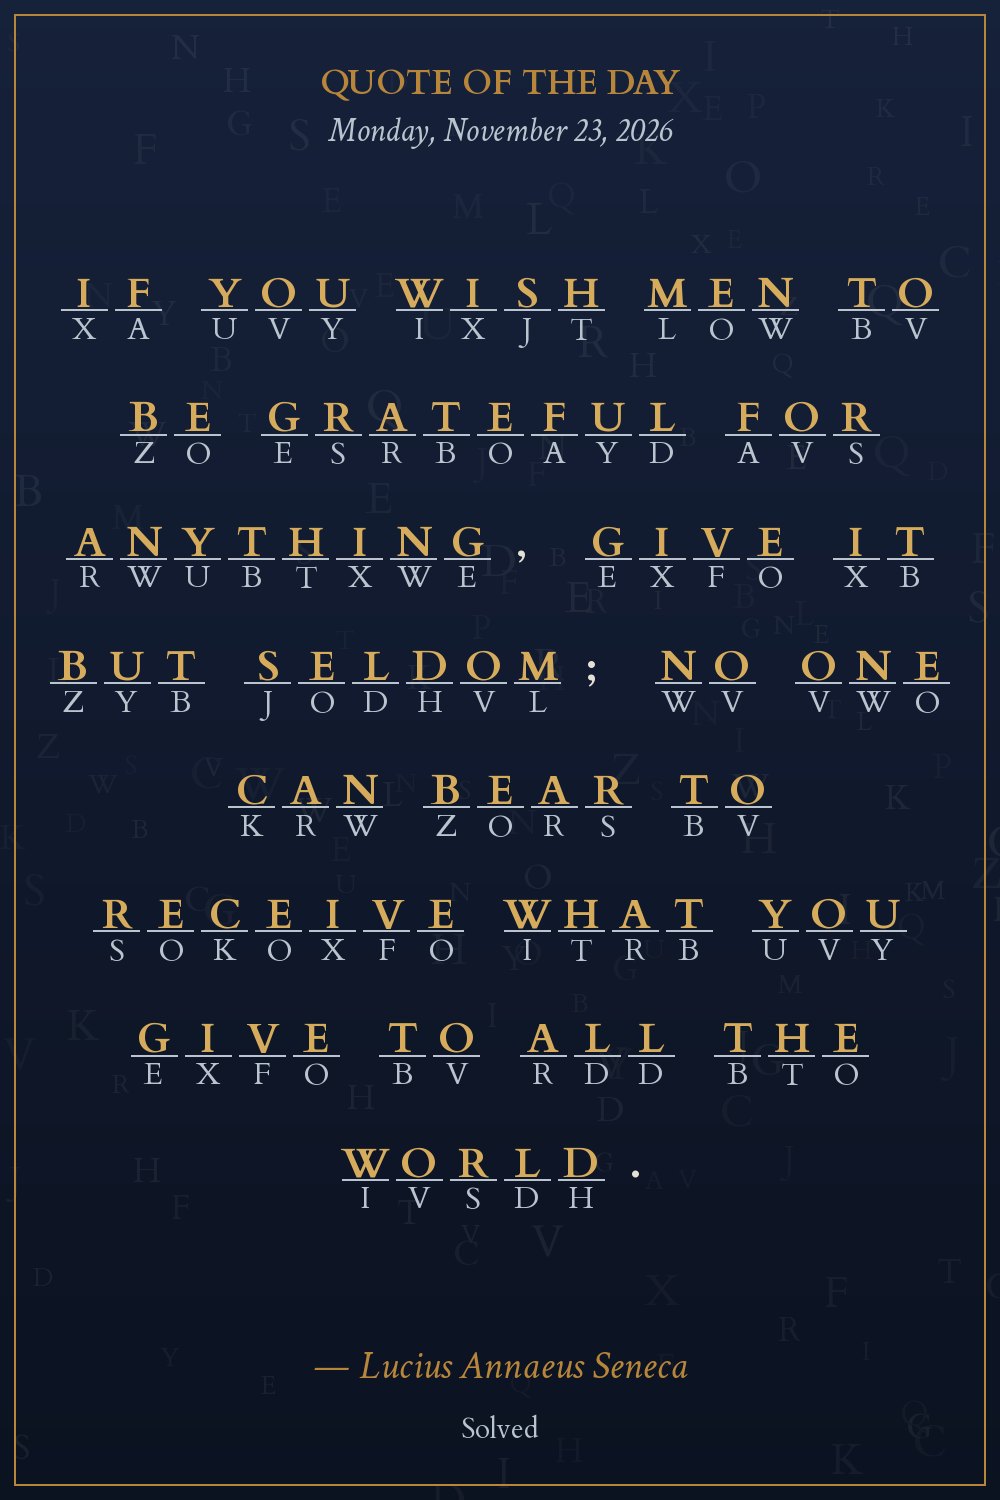 QUOTE OF THE DAY
Monday, November 23, 2026
IF YOU WISH MEN TO
XA UVY IXJT LOW BV
BE GRATEFUL FOR
ZO ESRBOAYD AVS
ANYTHING, GIVE IT
RWUBTXWE EXFO XB
BUT SELDOM; NO ONE
ZYB JODHVL WV VWO
CAN BEAR TO
KRW ZORS BV
RECEIVE WHAT YOU
SOKOXFO ITRB UVY
GIVE TO ALL THE
EXFO BV RDD BTO
WORLD.
IVSDH
— Lucius Annaeus Seneca
Solved